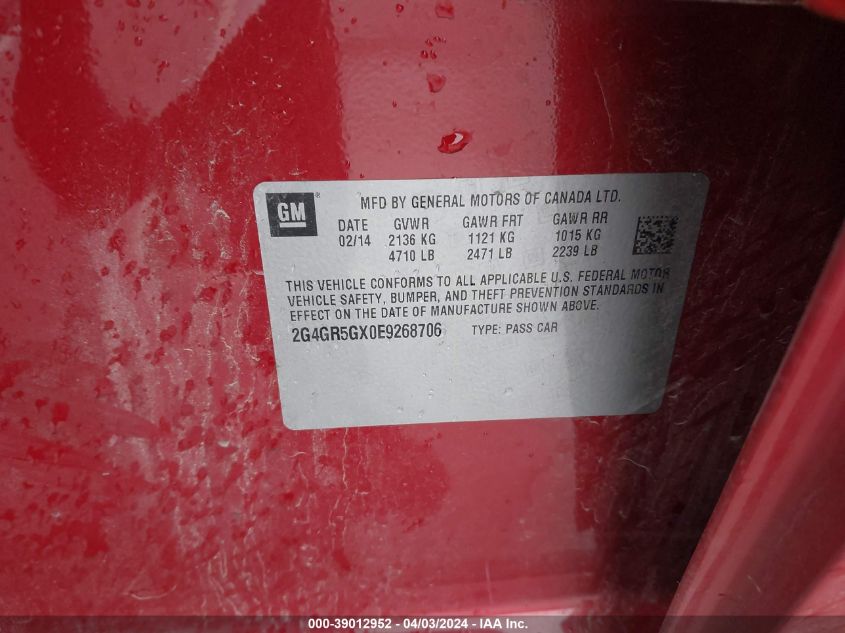 GM
MFD BY GENERAL MOTORS OF CANADA LTD.
DATE GVWR GAWR FRT GAWR RR
02/14 2136 KG 1121 KG 1015 KG
4710 LB 2471 LB 2239 LB
THIS VEHICLE CONFORMS TO ALL APPLICABLE U.S. FEDERAL MOTOR
VEHICLE SAFETY, BUMPER, AND THEFT PREVENTION STANDARDS IN
EFFECT ON THE DATE OF MANUFACTURE SHOWN ABOVE.
2G4GR5GX0E9268706 TYPE: PASS CAR
000-39012952 - 04/03/2024 - IAA Inc.